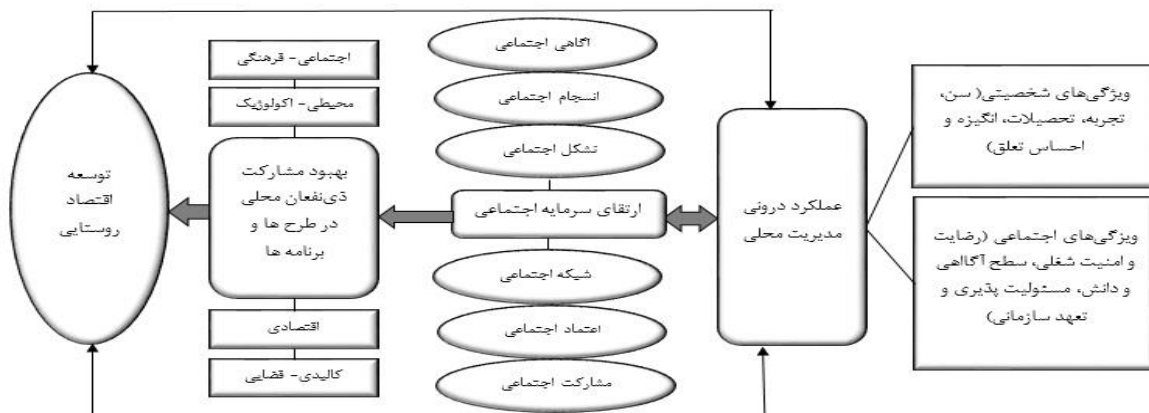 ویژگی‌های شخصیتی( سن،
تجربه، تحصیلات، انگیزه و
احساس تعلق)
ویژگی‌های اجتماعی (رضایت
و امنیت شغلی، سطح آگااهی
و دانش، مسئولیت پذیری و
تعهد سازمانی)
عملکرد درونی
مدیریت محلی
آگاهی اجتماعی
انسجام اجتماعی
تشکل اجتماعی
ارتقای سرمایه اجتماعی
شبکه اجتماعی
اعتماد اجتماعی
مشارکت اجتماعی
اجتماعی- فرهنگی
محیطی- اکولوژیک
بهبود مشارکت
ذی‌نفعان محلی
در طرح ها و
برنامه ها
اقتصادی
کالبدی- فضایی
توسعه
اقتصاد
روستایی